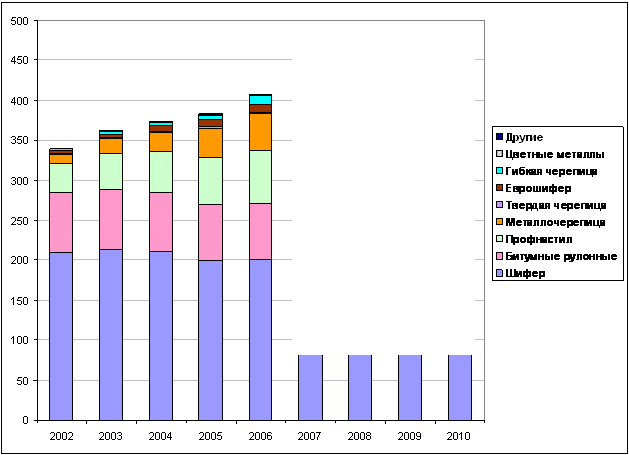 500
450
400
350
300
250
200
150
100
50
0
2002 2003 2004 2005 2006 2007 2008 2009 2010
Другие
Цветные металлы
Гибкая черепица
Еврошифер
Твердая черепица
Металлочерепица
Профнастил
Битумные рулонные
Шифер